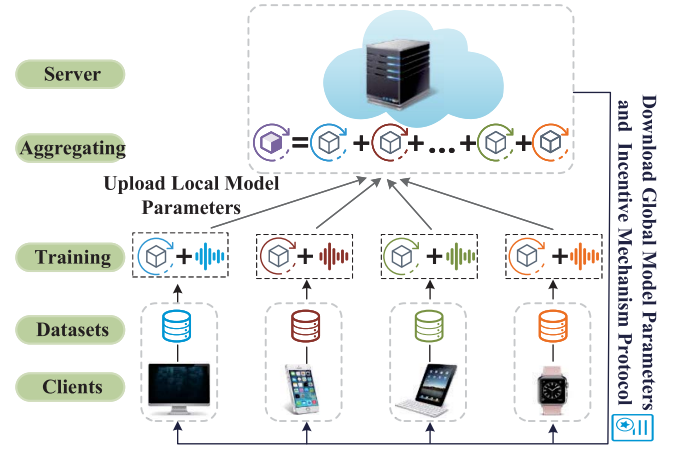 Server
Aggregating
Upload Local Model
Parameters
Training
Datasets
Clients
Download Global Model Parameters
and Incentive Mechanism Protocol